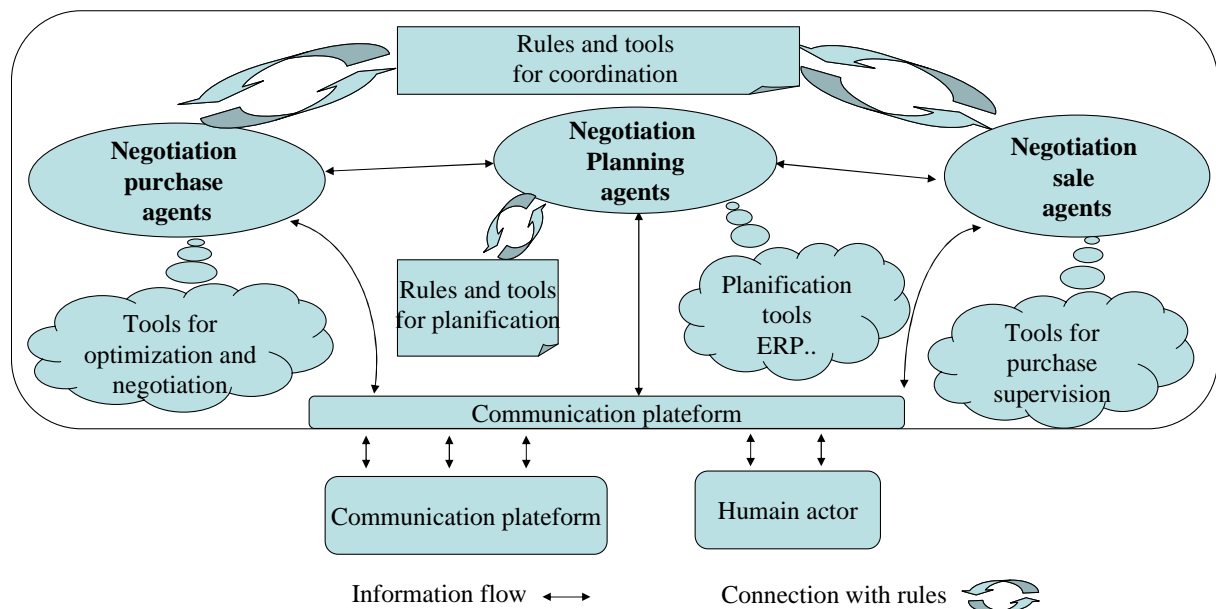 Rules and tools
for coordination
Negotiation
purchase
agents
Negotiation
Planning
agents
Negotiation
sale
agents
Rules and tools
for planification
Planification
tools
ERP..
Tools for
optimization and
negotiation
Tools for
purchase
supervision
Communication plateform
Communication plateform
Humain actor
Information flow
Connection with rules